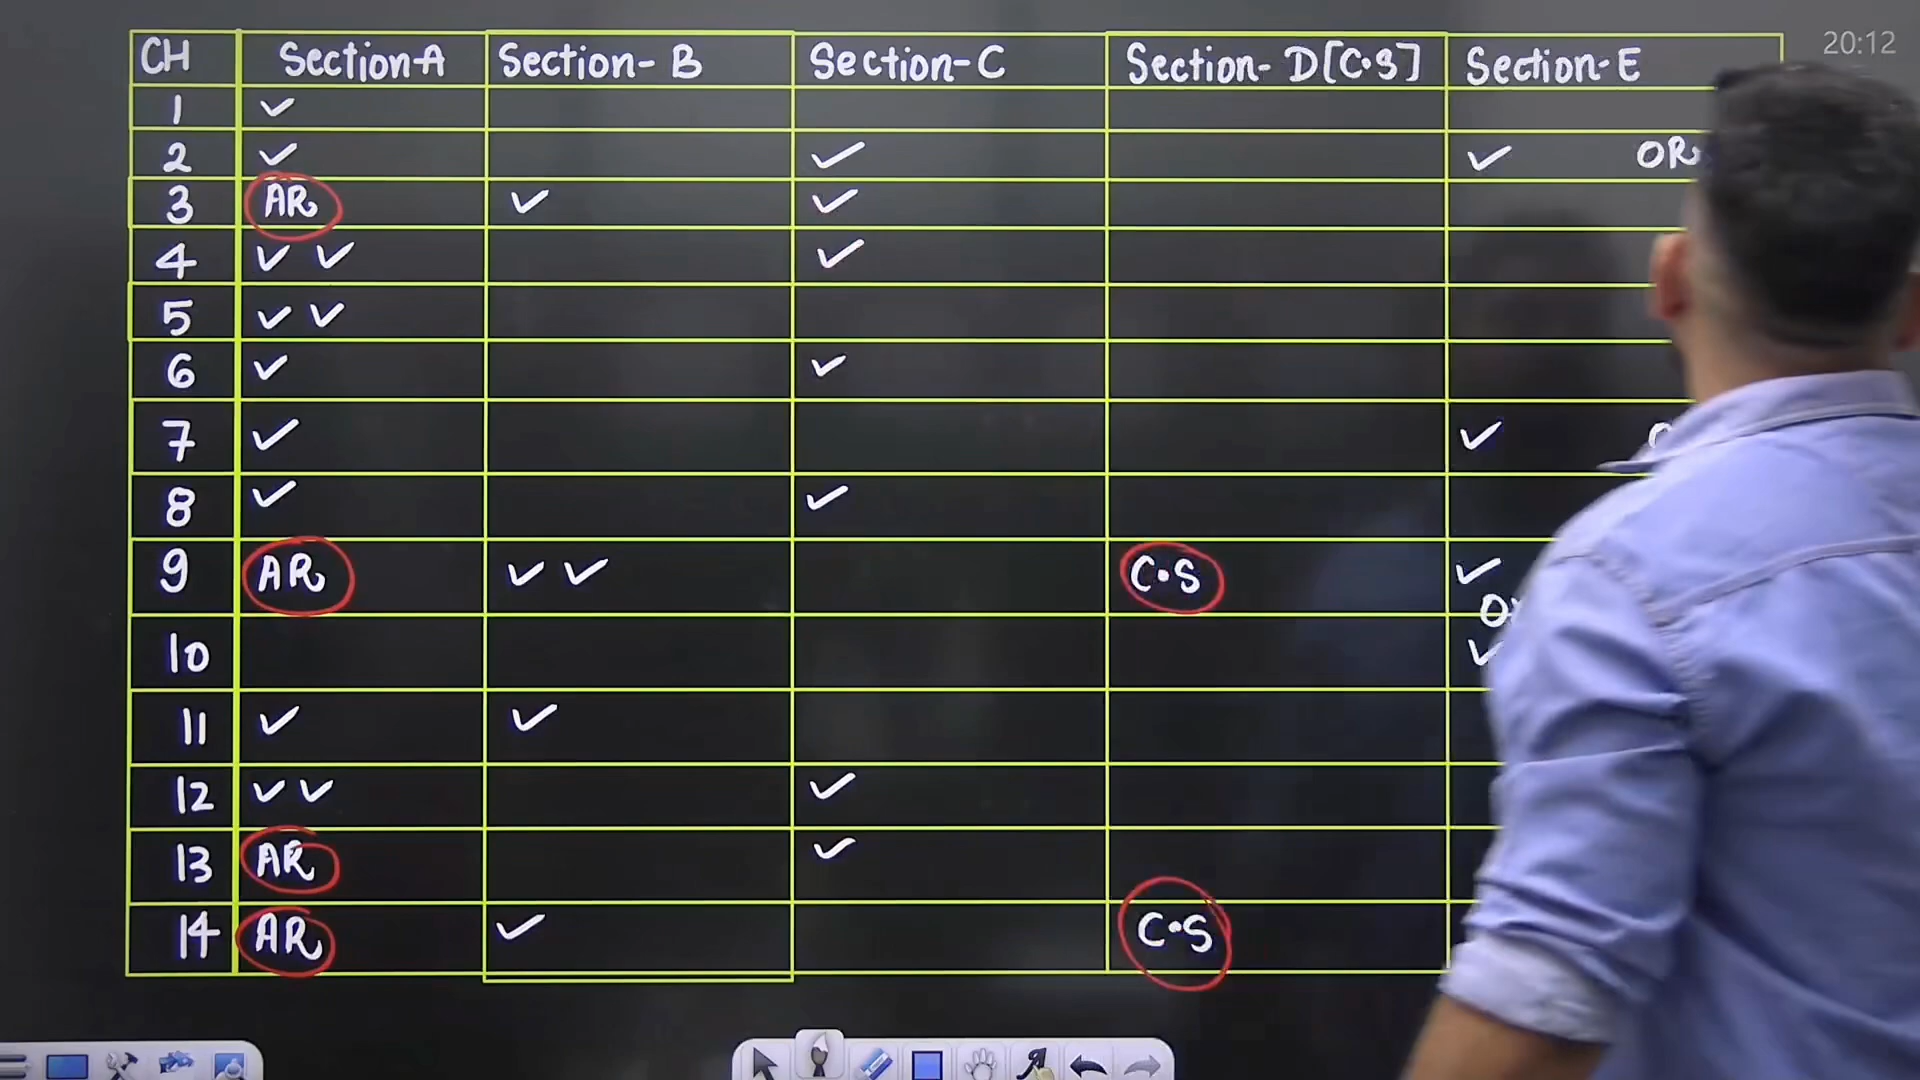 20:12
CH Section-A Section-B Section-C Section-D[C.S] Section-E
1 ✓
2 ✓ ✓ ✓ OR
3 AR ✓ ✓
4 ✓ ✓ ✓
5 ✓ ✓
6 ✓ ✓
7 ✓ ✓
8 ✓ ✓
9 AR ✓ ✓ C.S ✓
10 ✓
11 ✓ ✓
12 ✓ ✓ ✓
13 AR ✓
14 AR ✓ C.S